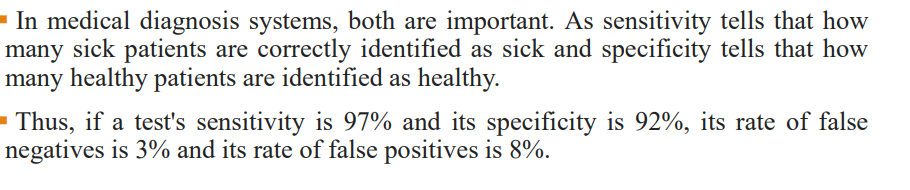 In medical diagnosis systems, both are important. As sensitivity tells that how
many sick patients are correctly identified as sick and specificity tells that how
many healthy patients are identified as healthy.
Thus, if a test's sensitivity is 97% and its specificity is 92%, its rate of false
negatives is 3% and its rate of false positives is 8%.